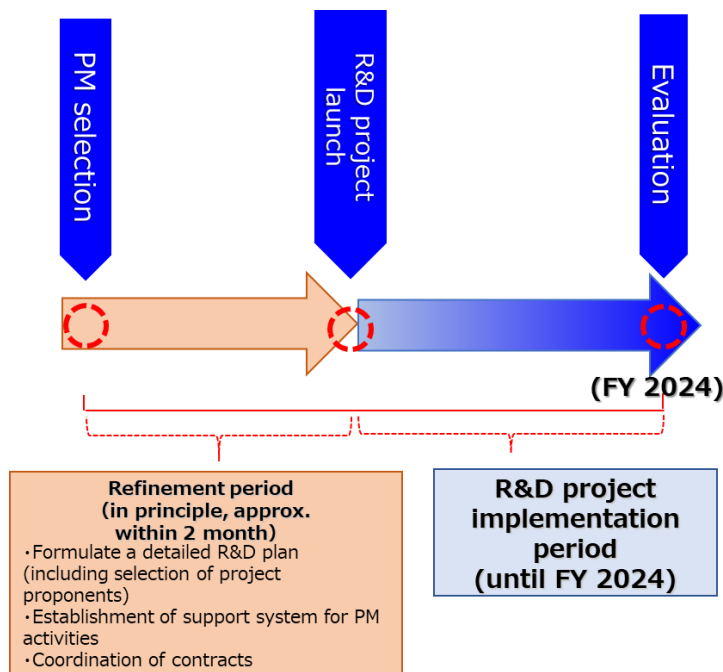 PM selection
R&D project
launch
Evaluation
(FY 2024)
Refinement period
(in principle, approx.
within 2 month)
・Formulate a detailed R&D plan
(including selection of project
proponents)
・Establishment of support system for PM
activities
・Coordination of contracts
R&D project
implementation
period
(until FY 2024)